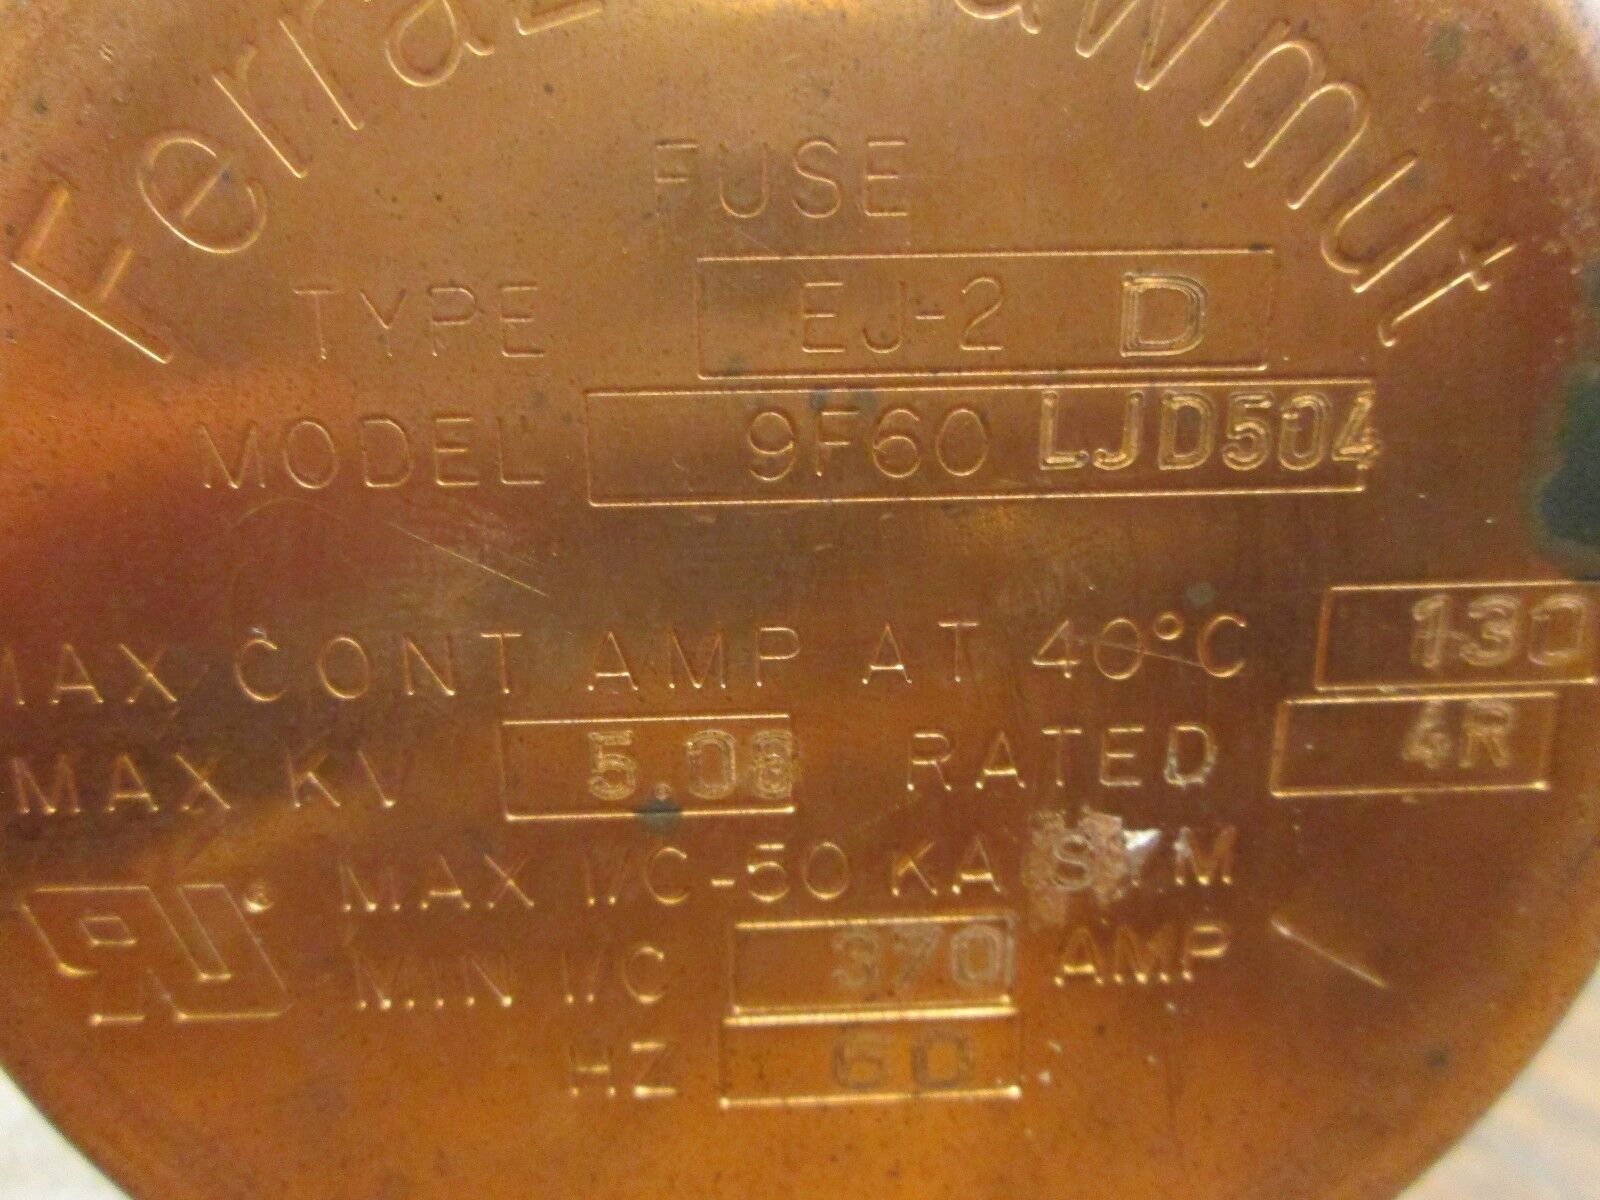 Ferraz Shawmut
FUSE
TYPE EJ-2 D
MODEL 9F60 LJD504
MAX CONT AMP AT 40°C 130
MAX KV 5.08 RATED 4R
MAX I/C-50 KA SYM
MIN I/C 370 AMP
HZ 60